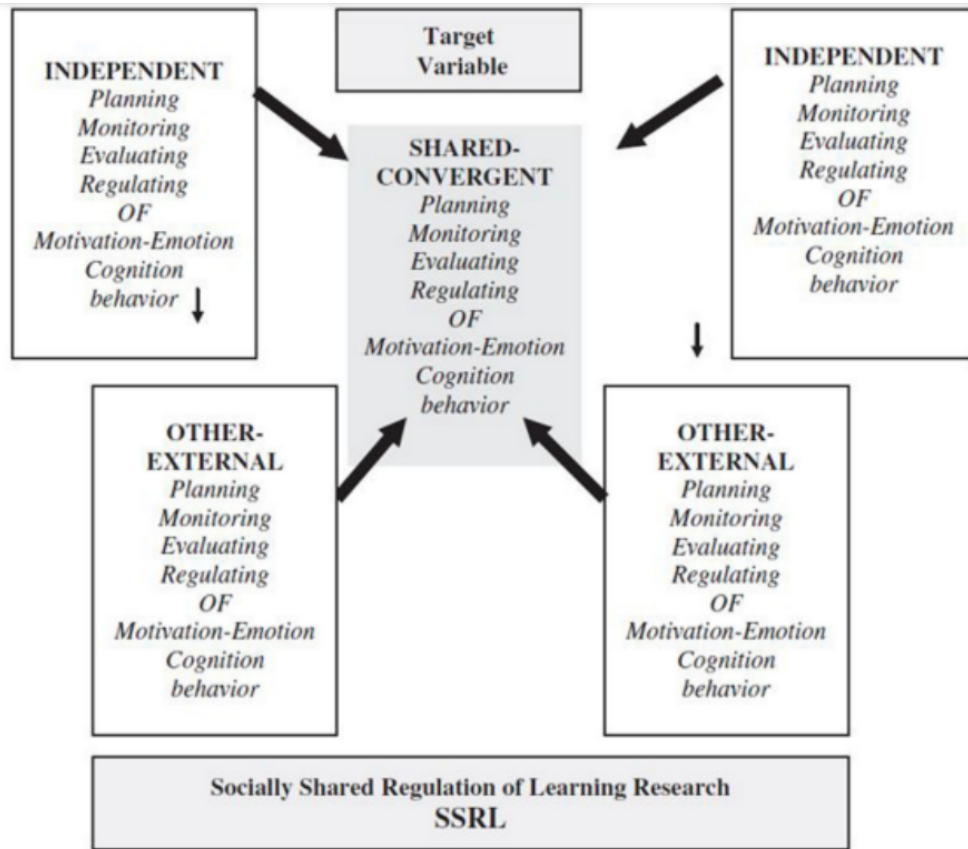 Target
Variable
INDEPENDENT
Planning
Monitoring
Evaluating
Regulating
OF
Motivation-Emotion
Cognition
behavior
SHARED-
CONVERGENT
Planning
Monitoring
Evaluating
Regulating
OF
Motivation-Emotion
Cognition
behavior
INDEPENDENT
Planning
Monitoring
Evaluating
Regulating
OF
Motivation-Emotion
Cognition
behavior
OTHER-
EXTERNAL
Planning
Monitoring
Evaluating
Regulating
OF
Motivation-Emotion
Cognition
behavior
OTHER-
EXTERNAL
Planning
Monitoring
Evaluating
Regulating
OF
Motivation-Emotion
Cognition
behavior
Socially Shared Regulation of Learning Research
SSRL